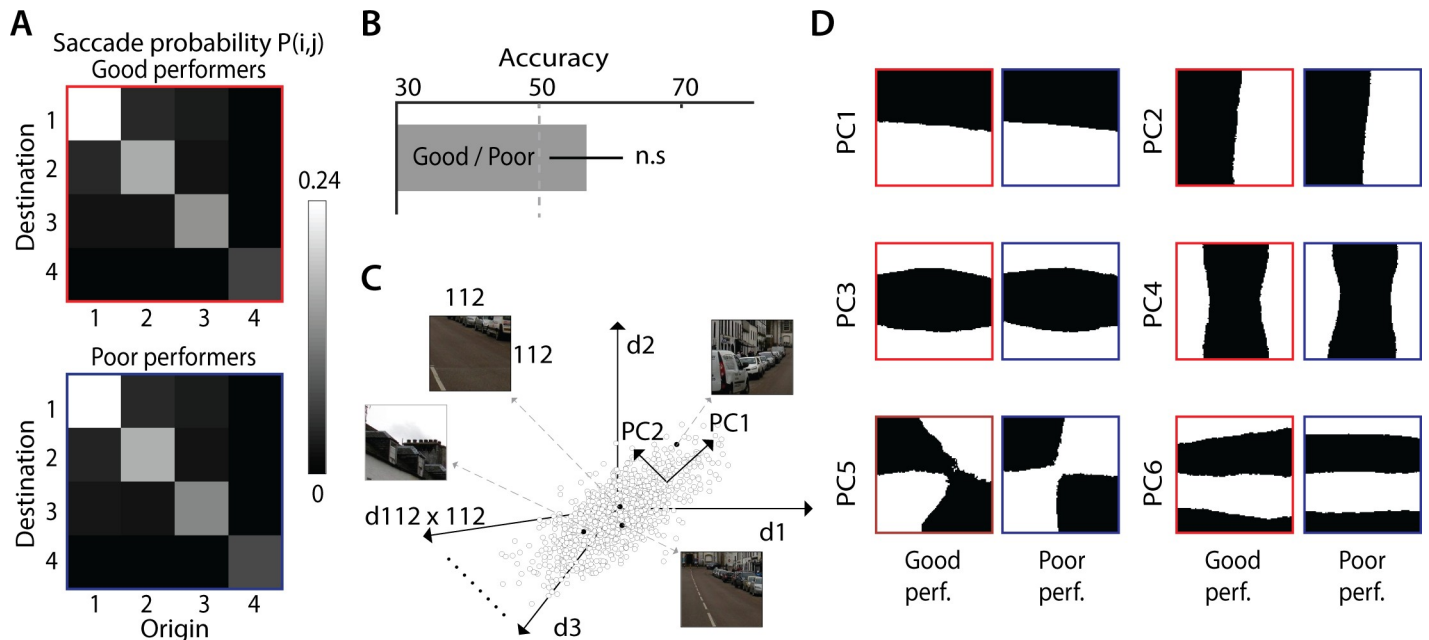 A
Saccade probability P(i,j)
Good performers
Destination
1
2
3
4
1 2 3 4
Poor performers
Destination
1
2
3
4
1 2 3 4
Origin
0.24
0
B
Accuracy
30 50 70
Good / Poor
n.s
C
112
112
d2
PC2 PC1
d112 x 112
d1
d3
D
PC1
PC2
PC3
PC4
PC5
PC6
Good
perf.
Poor
perf.
Good
perf.
Poor
perf.